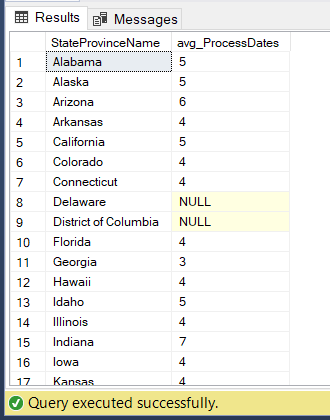 Results Messages
StateProvinceName avg_ProcessDates
1 Alabama 5
2 Alaska 5
3 Arizona 6
4 Arkansas 4
5 California 5
6 Colorado 4
7 Connecticut 4
8 Delaware NULL
9 District of Columbia NULL
10 Florida 4
11 Georgia 3
12 Hawaii 4
13 Idaho 5
14 Illinois 4
15 Indiana 7
16 Iowa 4
17 Kansas 4
Query executed successfully.